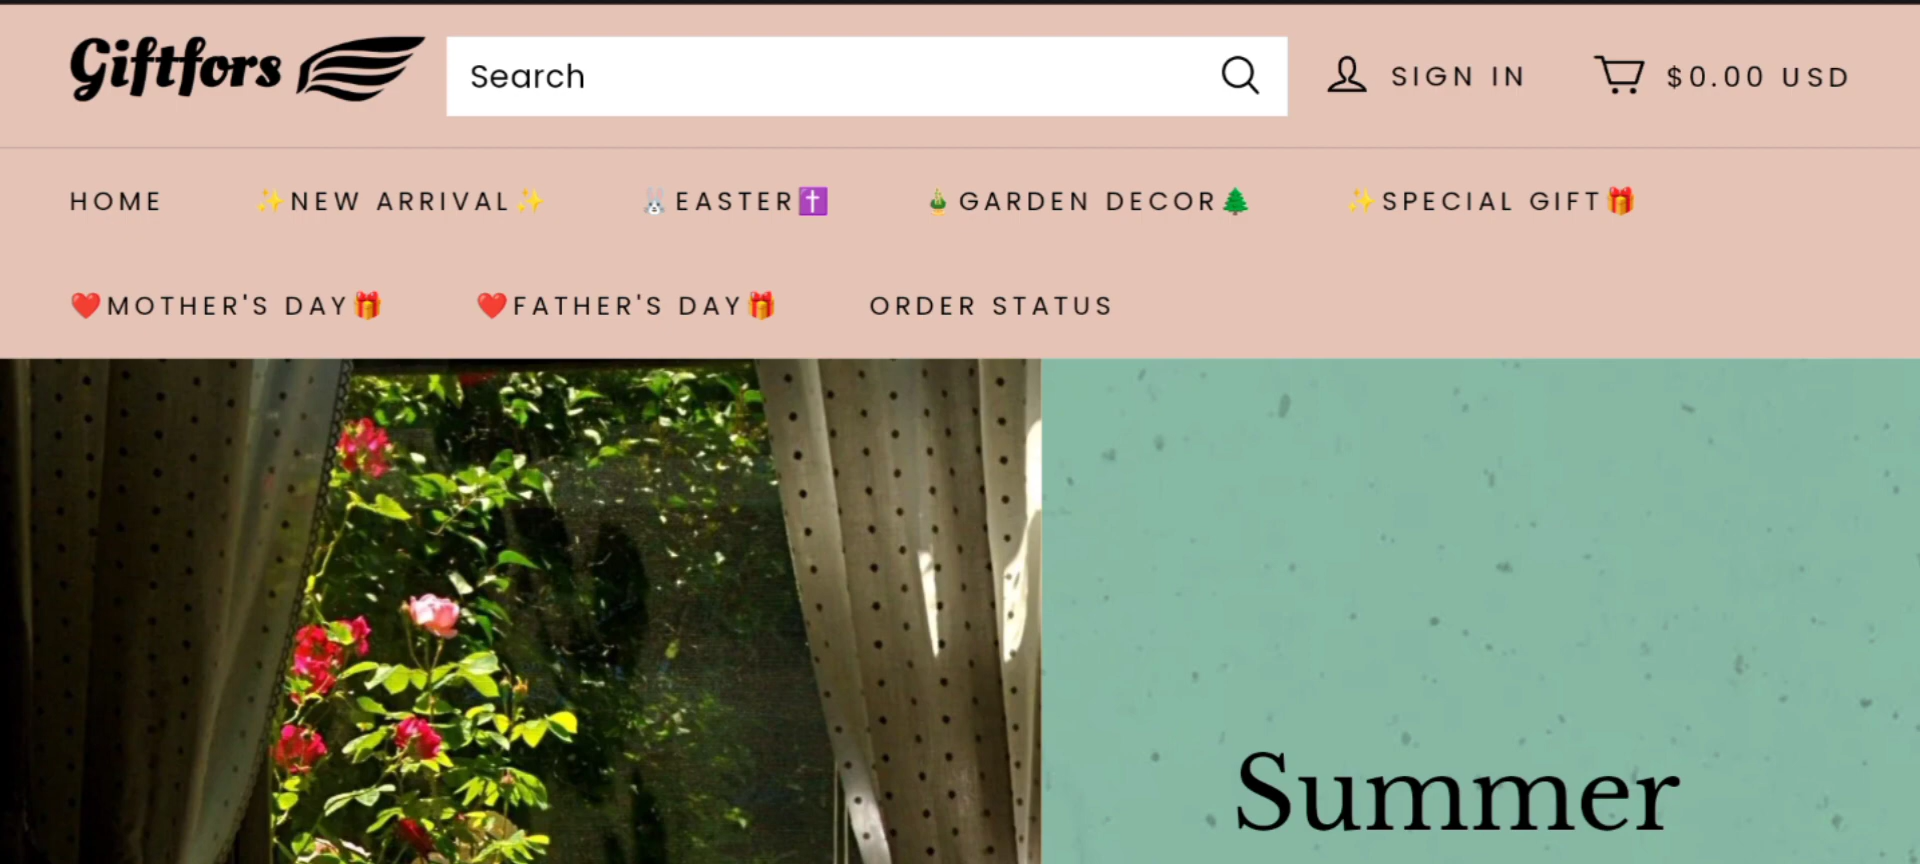 Giftfors
Search
SIGN IN
$0.00 USD
HOME
✨NEW ARRIVAL✨
🐰EASTER✝️
🎍GARDEN DECOR🌲
✨SPECIAL GIFT🎁
❤️MOTHER'S DAY🎁
❤️FATHER'S DAY🎁
ORDER STATUS
Summer